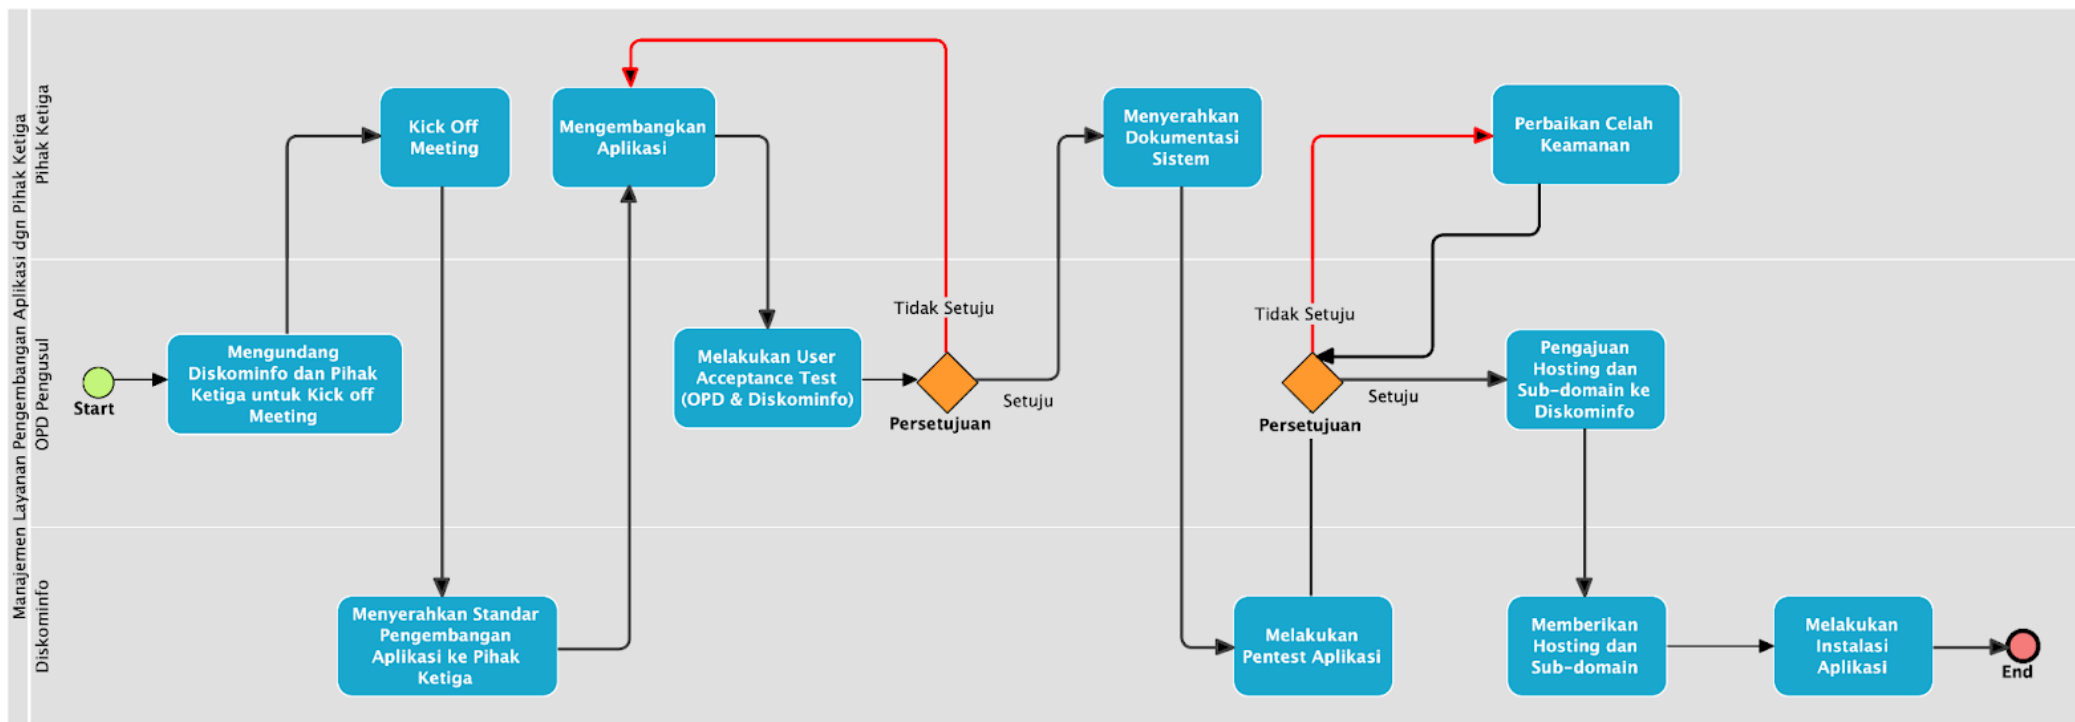 Manajemen Layanan Pengembangan Aplikasi dgn Pihak Ketiga
Pihak Ketiga
Kick Off
Meeting
Mengembangkan
Aplikasi
Menyerahkan
Dokumentasi
Sistem
Perbaikan Celah
Keamanan
OPD Pengusul
Start
Mengundang
Diskominfo dan Pihak
Ketiga untuk Kick off
Meeting
Melakukan User
Acceptance Test
(OPD & Diskominfo)
Tidak Setuju
Persetujuan
Setuju
Tidak Setuju
Persetujuan
Setuju
Pengajuan
Hosting dan
Sub-domain ke
Diskominfo
Diskominfo
Menyerahkan Standar
Pengembangan
Aplikasi ke Pihak
Ketiga
Melakukan
Pentest Aplikasi
Memberikan
Hosting dan
Sub-domain
Melakukan
Instalasi
Aplikasi
End